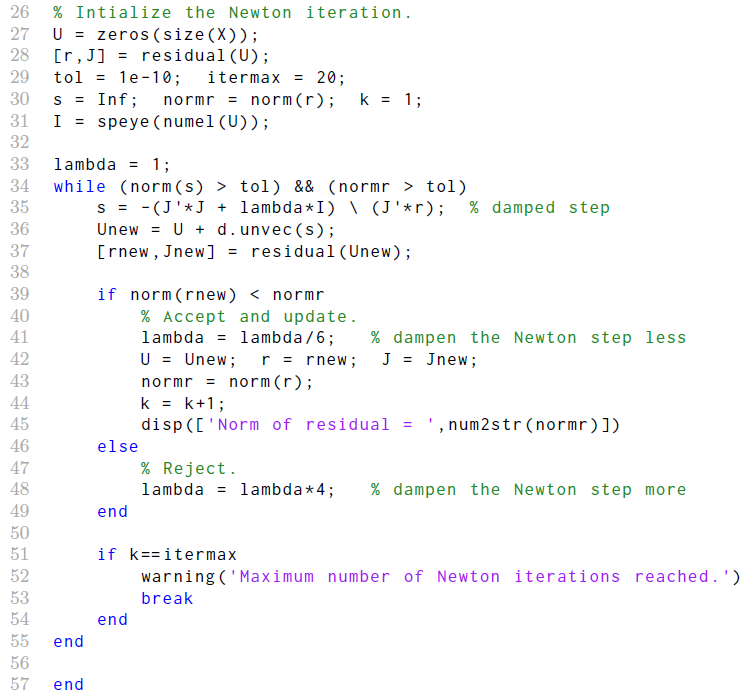 26 % Intialize the Newton iteration.
27 U = zeros(size(X));
28 [r,J] = residual(U);
29 tol = 1e-10;  itermax = 20;
30 s = Inf;  normr = norm(r);  k = 1;
31 I = speye(numel(U));
32
33 lambda = 1;
34 while (norm(s) > tol) && (normr > tol)
35     s = -(J'*J + lambda*I) \ (J'*r);  % damped step
36     Unew = U + d.unvec(s);
37     [rnew,Jnew] = residual(Unew);
38
39     if norm(rnew) < normr
40         % Accept and update.
41         lambda = lambda/6;   % dampen the Newton step less
42         U = Unew;  r = rnew;  J = Jnew;
43         normr = norm(r);
44         k = k+1;
45         disp(['Norm of residual = ',num2str(normr)])
46     else
47         % Reject.
48         lambda = lambda*4;   % dampen the Newton step more
49     end
50
51     if k==itermax
52         warning('Maximum number of Newton iterations reached.')
53         break
54     end
55 end
56
57 end